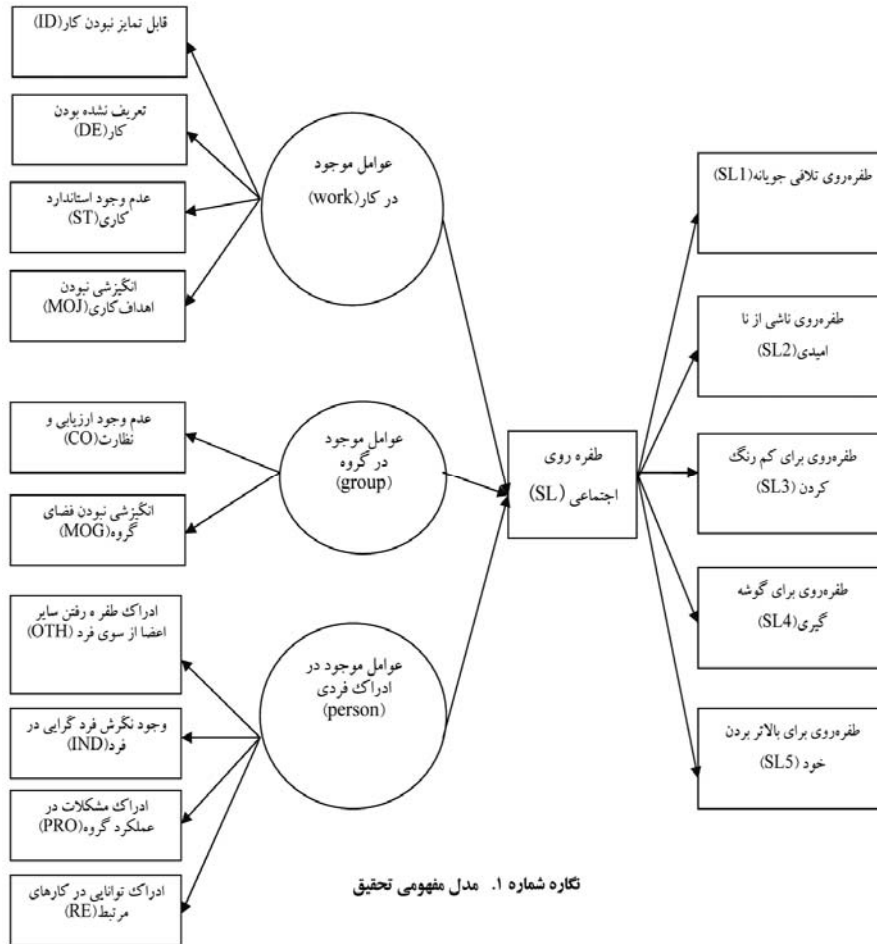 قابل تمایز نبودن کار(ID)
تعریف نشده بودن
کار(DE)
عدم وجود استاندارد
کاری(ST)
انگیزشی نبودن
اهداف‌کاری(MOJ)
عدم وجود ارزیابی و
نظارت(CO)
انگیزشی نبودن فضای
گروه(MOG)
ادراک طفر ه رفتن سایر
اعضا از سوی فرد (OTH)
وجود نگرش فرد گرایی در
فرد(IND)
ادراک مشکلات در
عملکرد گروه(PRO)
ادراک توانایی در کارهای
مرتبط(RE)
عوامل موجود
در کار(work)
عوامل موجود
در گروه
(group)
عوامل موجود در
ادراک فردی
(person)
طفره روی
اجتماعی (SL)
طفره‌روی تلافی جویانه(SL1)
طفره‌روی ناشی از نا
امیدی(SL2)
طفره‌روی برای کم رنگ
کردن (SL3)
طفره‌روی برای گوشه
گیری(SL4)
طفره‌روی برای بالاتر بردن
خود (SL5)
نگاره شماره ۱. مدل مفهومی تحقیق